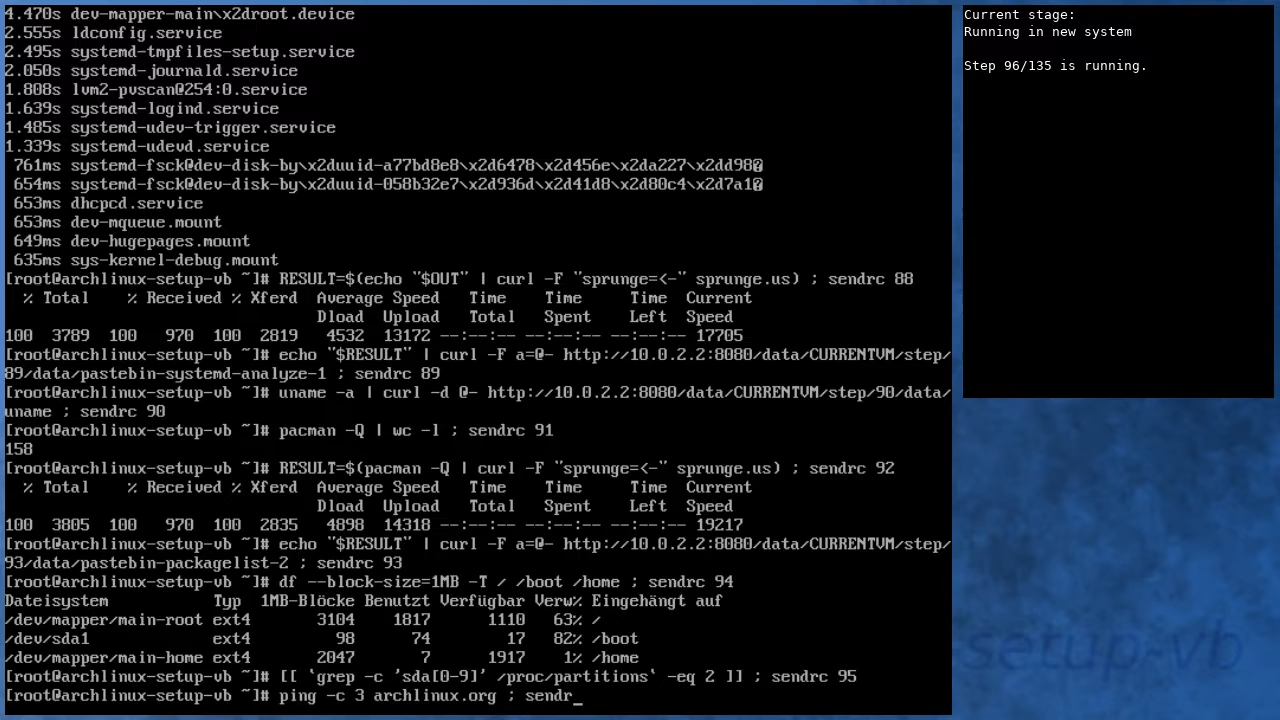 4.470s dev-mapper-main\x2droot.device
2.555s ldconfig.service
2.495s systemd-tmpfiles-setup.service
2.050s systemd-journald.service
1.808s lvm2-pvscan@254:0.service
1.639s systemd-logind.service
1.485s systemd-udev-trigger.service
1.339s systemd-udevd.service
761ms systemd-fsck@dev-disk-by\x2duuid-a77bd8e8\x2d6478\x2d456e\x2da227\x2dd98�
654ms systemd-fsck@dev-disk-by\x2duuid-058b32e7\x2d936d\x2d41d8\x2d80c4\x2d7a1�
653ms dhcpcd.service
653ms dev-mqueue.mount
649ms dev-hugepages.mount
635ms sys-kernel-debug.mount
[root@archlinux-setup-vb ~]# RESULT=$(echo "$OUT" | curl -F "sprunge=<-" sprunge.us) ; sendrc 88
% Total    % Received % Xferd  Average Speed   Time    Time     Time  Current
Dload  Upload   Total   Spent    Left  Speed
100  3789  100   970  100  2819   4532  13172 --:--:-- --:--:-- --:--:-- 17705
[root@archlinux-setup-vb ~]# echo "$RESULT" | curl -F a=@- http://10.0.2.2:8080/data/CURRENTVM/step/
89/data/pastebin-systemd-analyze-1 ; sendrc 89
[root@archlinux-setup-vb ~]# uname -a | curl -d @- http://10.0.2.2:8080/data/CURRENTVM/step/90/data/
uname ; sendrc 90
[root@archlinux-setup-vb ~]# pacman -Q | wc -l ; sendrc 91
158
[root@archlinux-setup-vb ~]# RESULT=$(pacman -Q | curl -F "sprunge=<-" sprunge.us) ; sendrc 92
% Total    % Received % Xferd  Average Speed   Time    Time     Time  Current
Dload  Upload   Total   Spent    Left  Speed
100  3805  100   970  100  2835   4898  14318 --:--:-- --:--:-- --:--:-- 19217
[root@archlinux-setup-vb ~]# echo "$RESULT" | curl -F a=@- http://10.0.2.2:8080/data/CURRENTVM/step/
93/data/pastebin-packagelist-2 ; sendrc 93
[root@archlinux-setup-vb ~]# df --block-size=1MB -T / /boot /home ; sendrc 94
Dateisystem           Typ  1MB-Blöcke Benutzt Verfügbar Verw% Eingehängt auf
/dev/mapper/main-root ext4       3104    1817      1110   63% /
/dev/sda1             ext4         98      74        17   82% /boot
/dev/mapper/main-home ext4       2047       7      1917    1% /home
[root@archlinux-setup-vb ~]# [[ `grep -c 'sda[0-9]' /proc/partitions` -eq 2 ]] ; sendrc 95
[root@archlinux-setup-vb ~]# ping -c 3 archlinux.org ; sendr_
Current stage:
Running in new system
Step 96/135 is running.
setup-vb